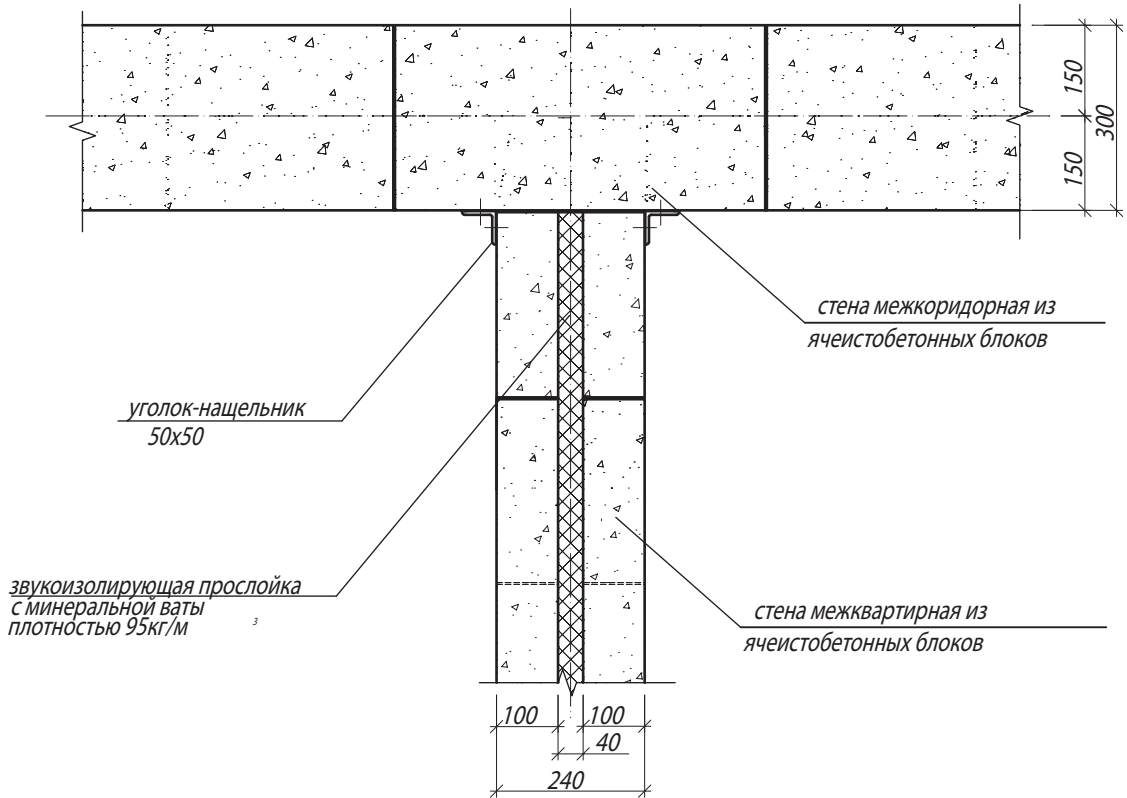 150
300
150
стена межкоридорная из
ячеистобетонных блоков
уголок-нащельник
50x50
звукоизолирующая прослойка
с минеральной ваты
плотностью 95кг/м 3
стена межквартирная из
ячеистобетонных блоков
100
100
40
240